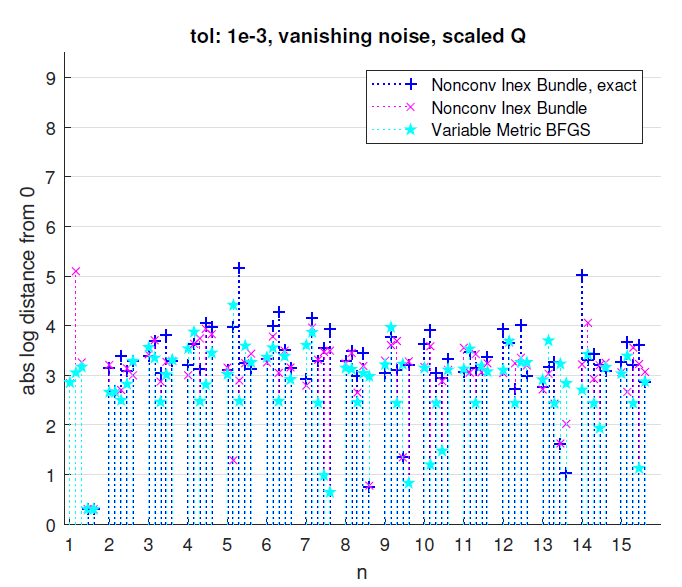 tol: 1e-3, vanishing noise, scaled Q
Nonconv Inex Bundle, exact
Nonconv Inex Bundle
Variable Metric BFGS
abs log distance from 0
9
8
7
6
5
4
3
2
1
0
1 2 3 4 5 6 7 8 9 10 11 12 13 14 15
n